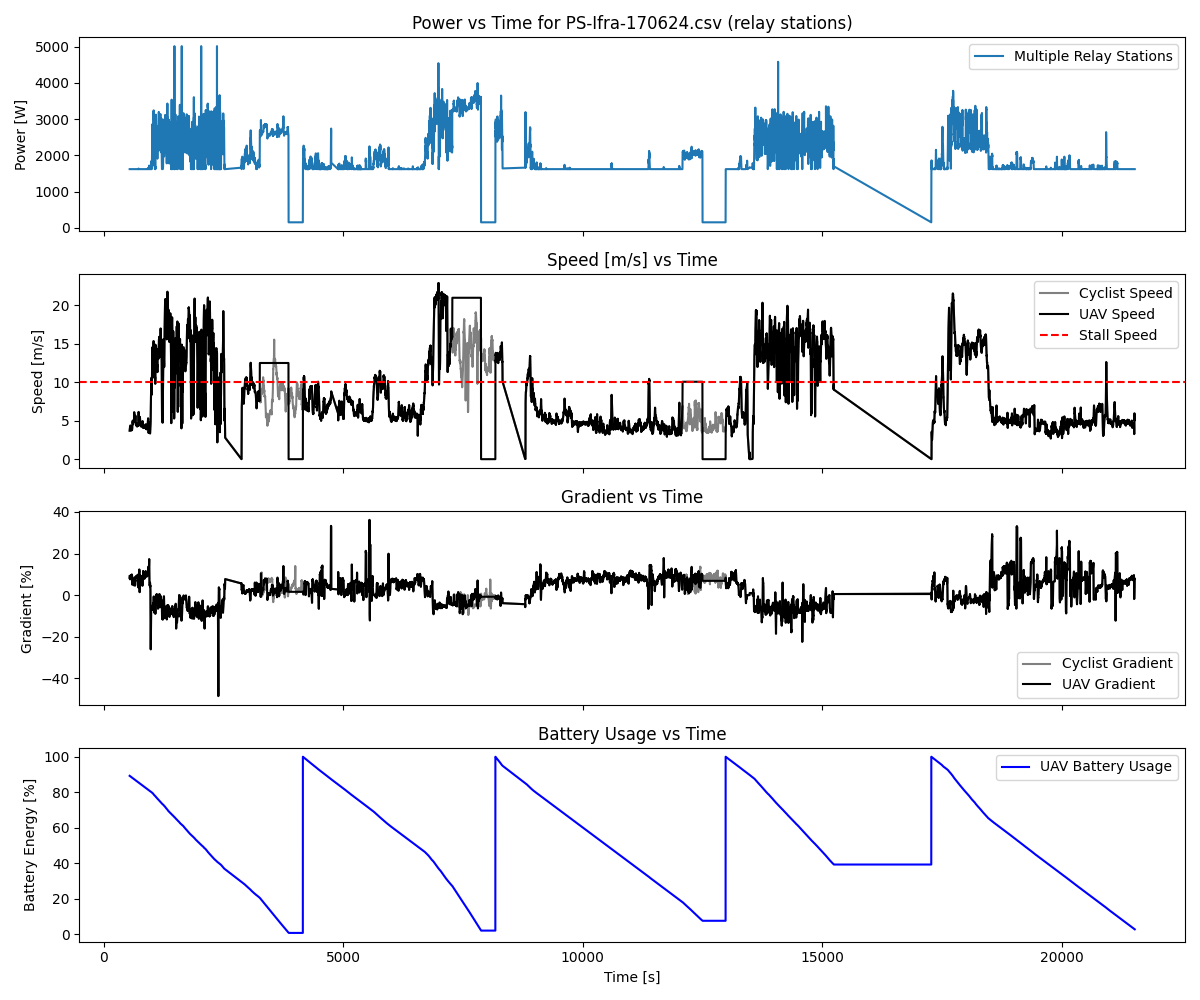 Power vs Time for PS-Ifra-170624.csv (relay stations)
Power [W]
5000
4000
3000
2000
1000
0
Multiple Relay Stations
Speed [m/s] vs Time
Speed [m/s]
20
15
10
5
0
Cyclist Speed
UAV Speed
Stall Speed
Gradient vs Time
Gradient [%]
40
20
0
−20
−40
Cyclist Gradient
UAV Gradient
Battery Usage vs Time
Battery Energy [%]
100
80
60
40
20
0
UAV Battery Usage
0 5000 10000 15000 20000
Time [s]